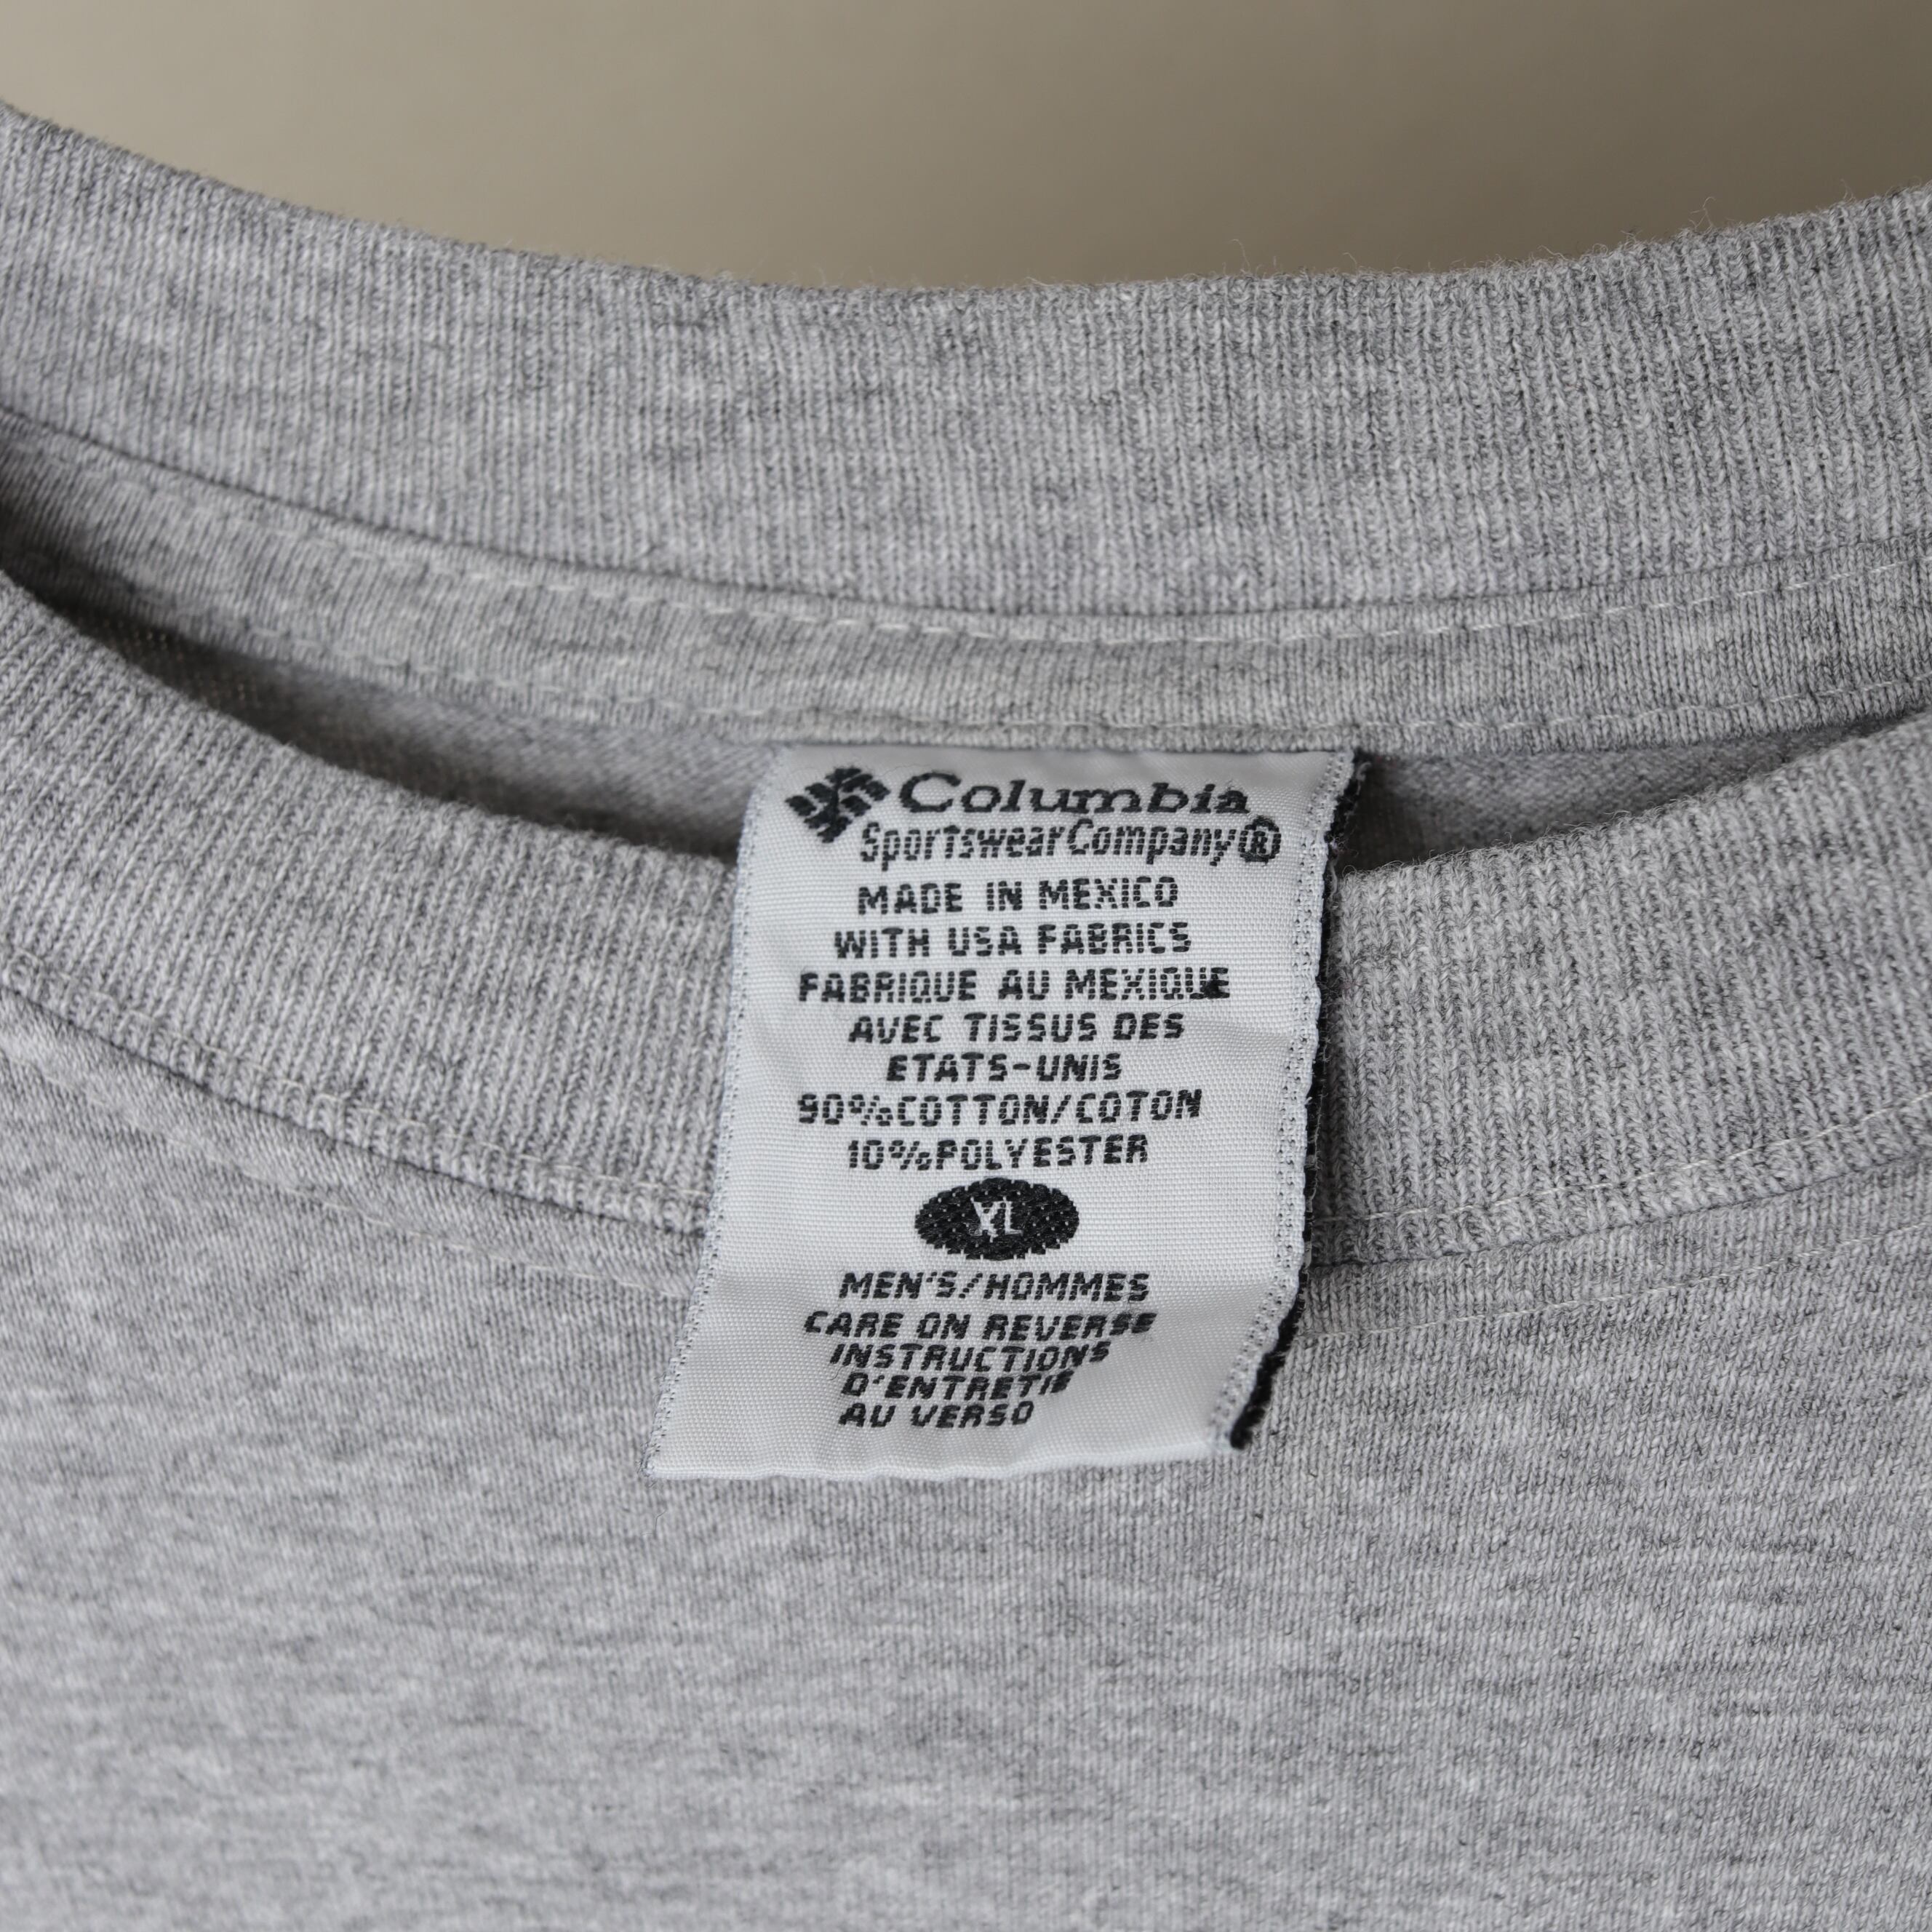 Columbia
Sportswear Company®
MADE IN MEXICO
WITH USA FABRICS
FABRIQUE AU MEXIQUE
AVEC TISSUS DES
ETATS-UNIS
90%COTTON/COTON
10%POLYESTER
XL
MEN'S/HOMMES
CARE ON REVERSE
INSTRUCTIONS
D'ENTRETIE
AU VERSO